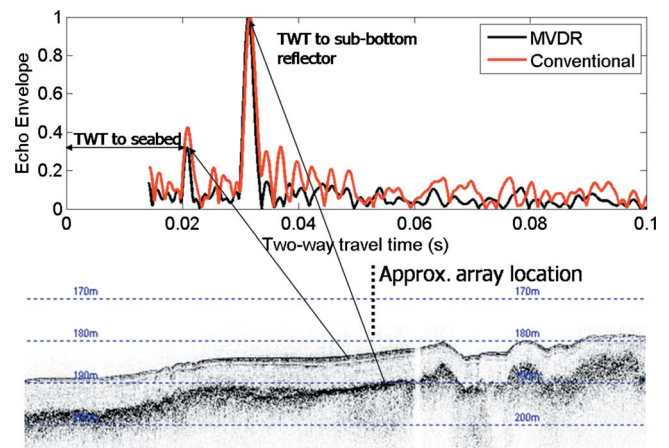 1
0.8
0.6
0.4
0.2
0
Echo Envelope
TWT to sub-bottom
reflector
TWT to seabed
MVDR
Conventional
0
0.02
0.04
0.06
0.08
0.1
Two-way travel time (s)
Approx. array location
170m
170m
180m
180m
190m
190m
200m